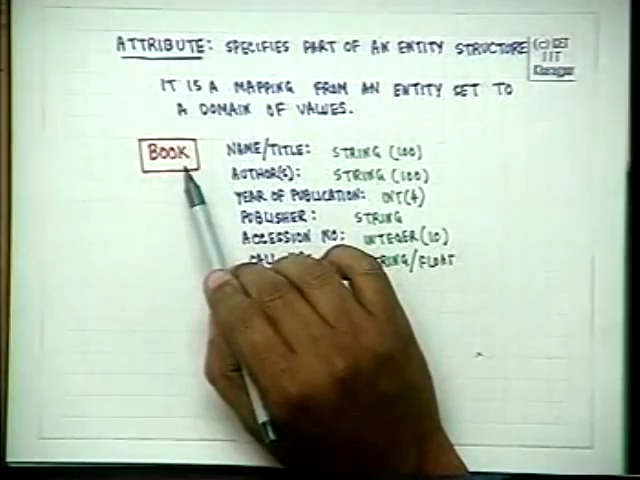 ATTRIBUTE: SPECIFIES PART OF AN ENTITY STRUCTURE
(c) CET
IIT
IT IS A MAPPING FROM AN ENTITY SET TO
A DOMAIN OF VALUES.
BOOK
NAME/TITLE: STRING (100)
AUTHOR(S): STRING (100)
YEAR OF PUBLICATION: INT(4)
PUBLISHER: STRING
ACCESSION NO: INTEGER(10)
CALL /FLOAT